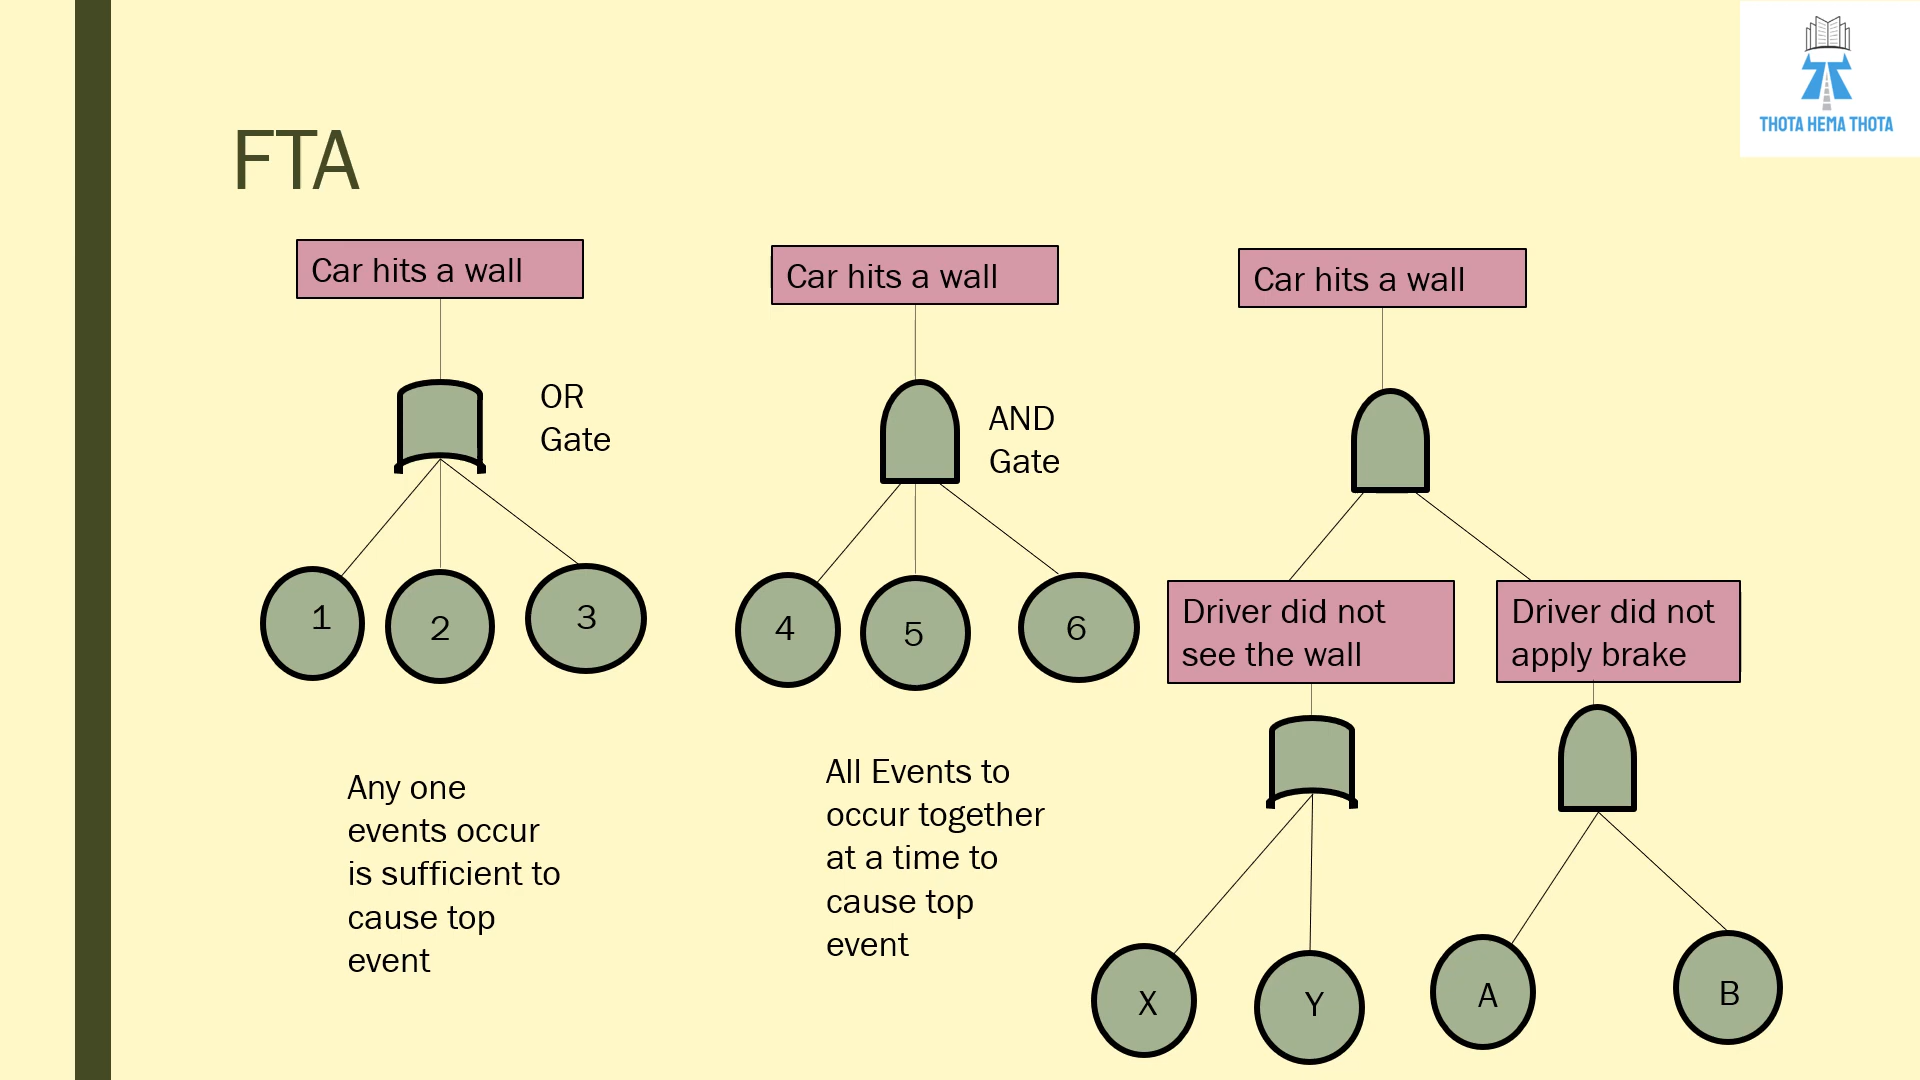 THOTA HEMA THOTA
FTA
Car hits a wall
OR
Gate
1
2
3
Any one
events occur
is sufficient to
cause top
event
Car hits a wall
AND
Gate
4
5
6
All Events to
occur together
at a time to
cause top
event
Car hits a wall
Driver did not
see the wall
Driver did not
apply brake
X
Y
A
B